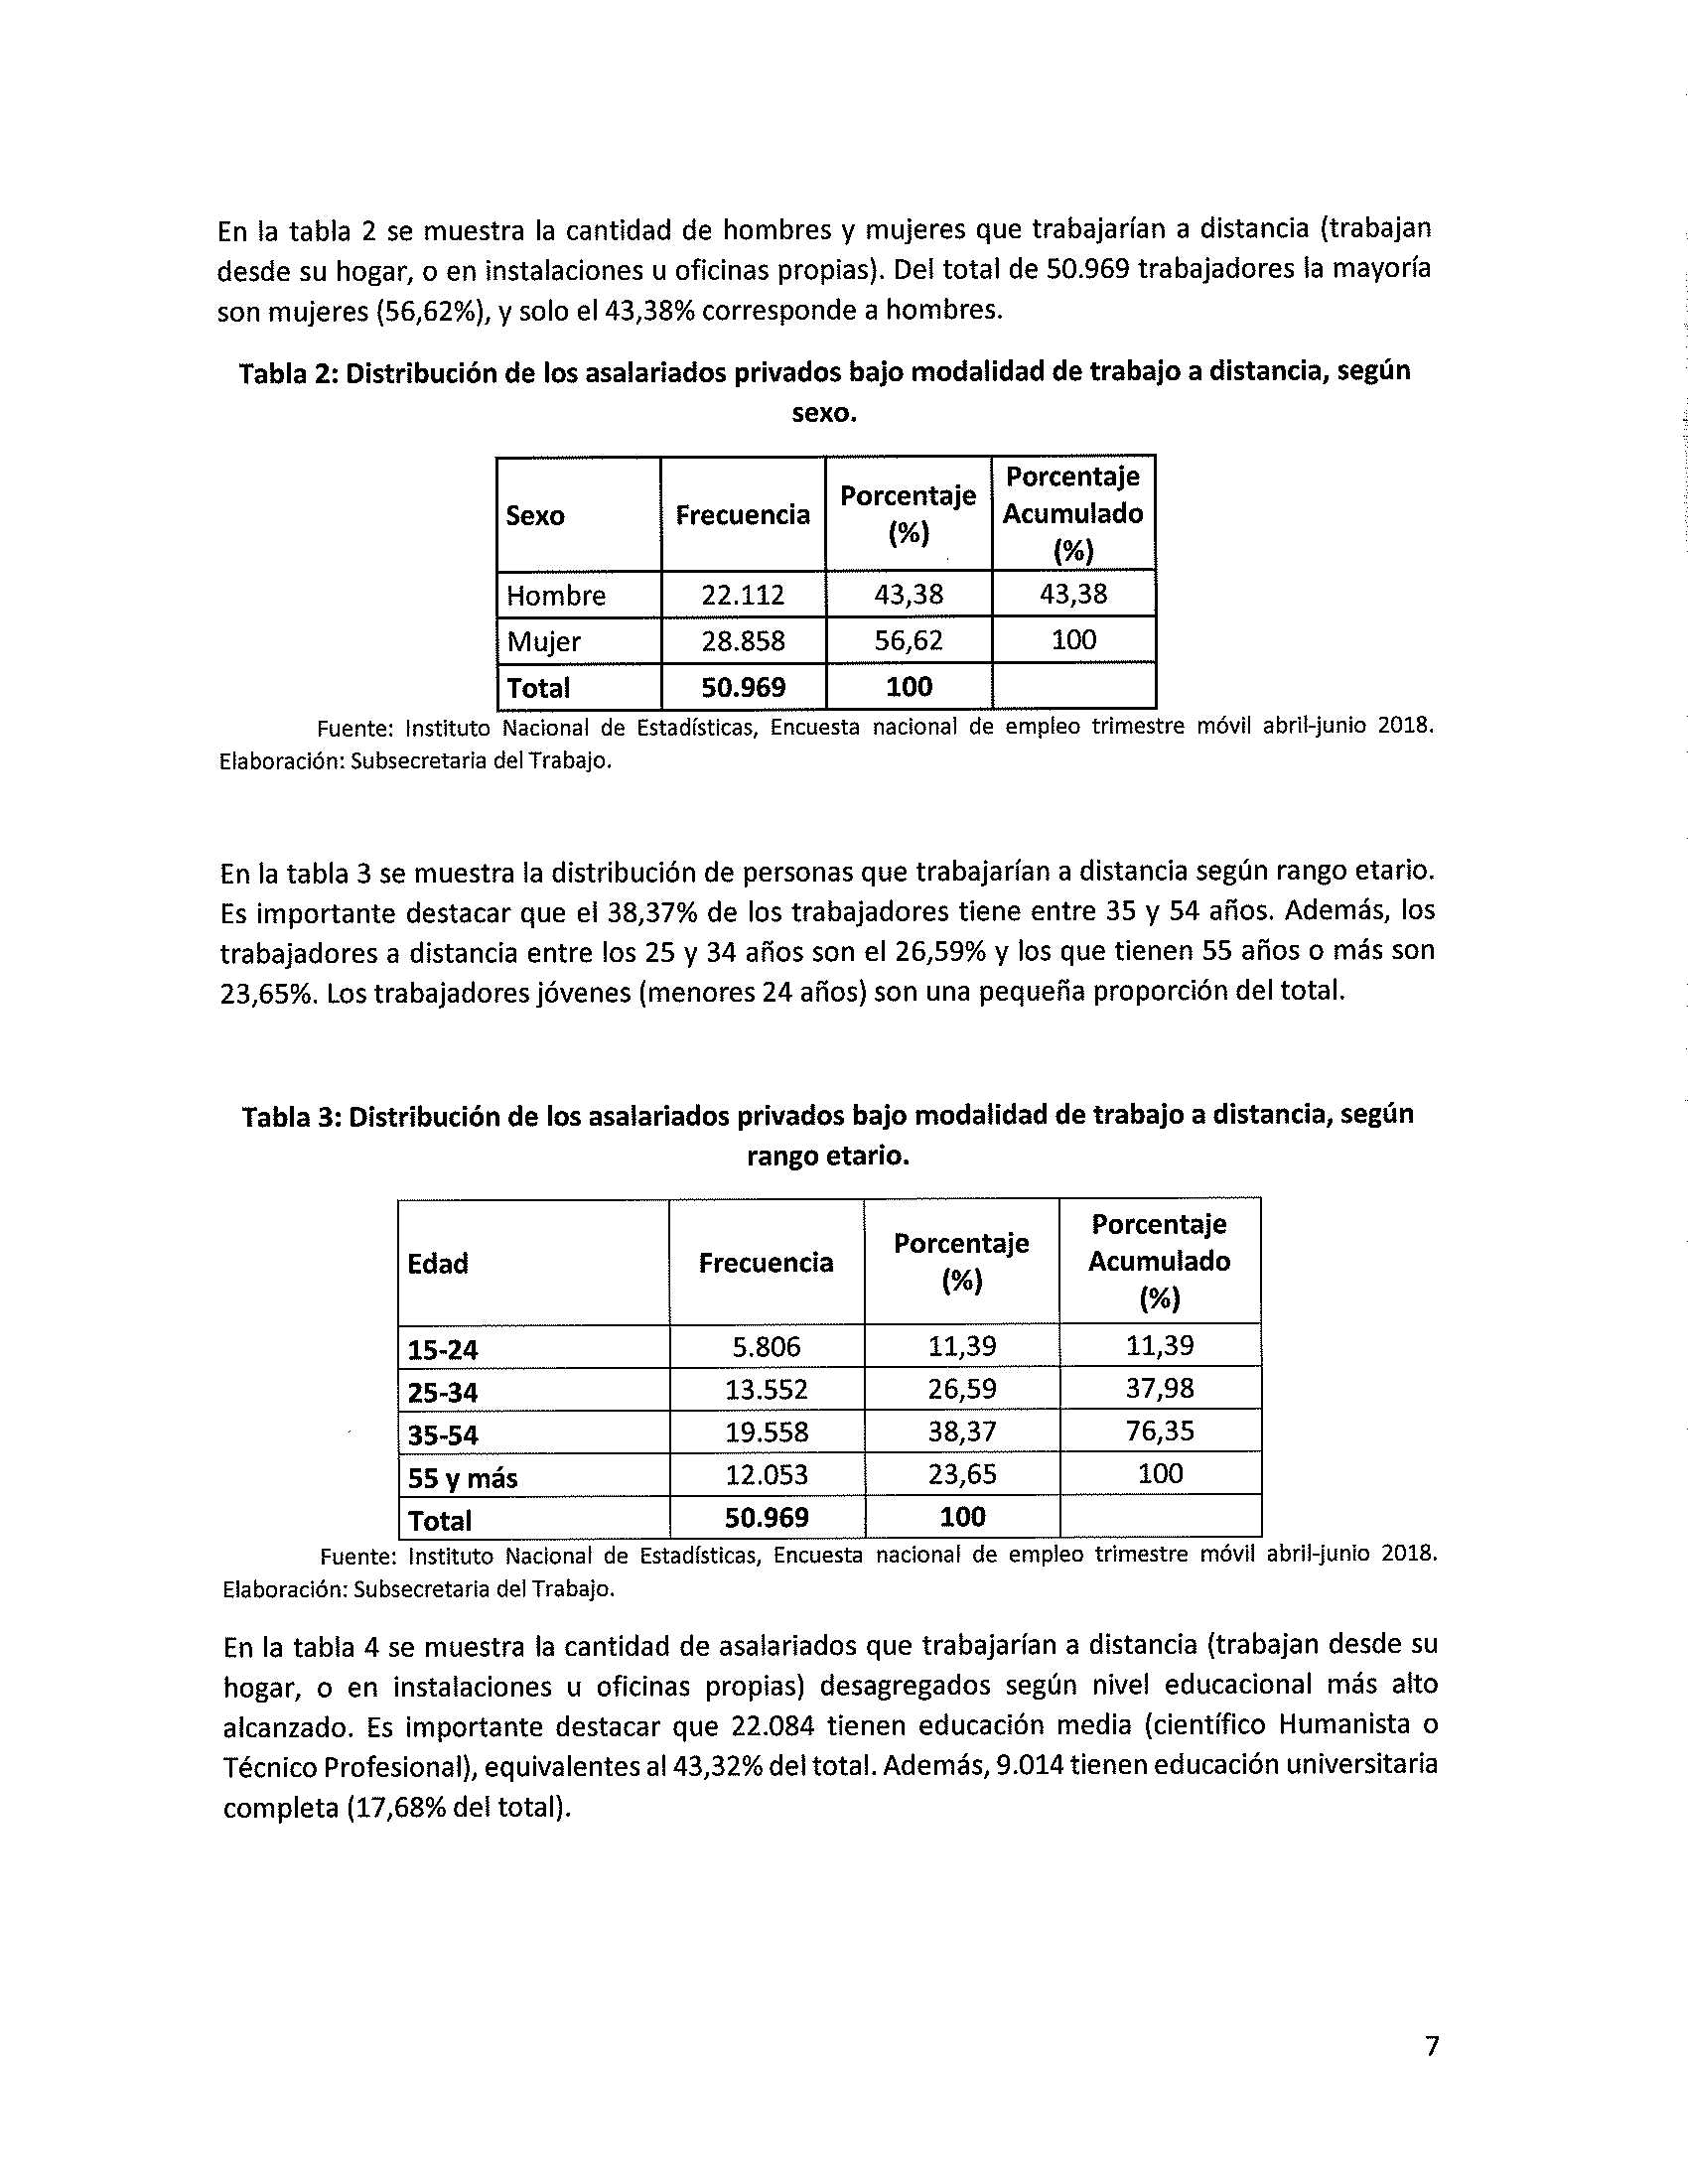 En la tabla 2 se muestra la cantidad de hombres y mujeres que trabajarían a distancia (trabajan
desde su hogar, o en instalaciones u oficinas propias). Del total de 50.969 trabajadores la mayoría
son mujeres (56,62%), y solo el 43,38% corresponde a hombres.
Tabla 2: Distribución de los asalariados privados bajo modalidad de trabajo a distancia, según
sexo.
Sexo Frecuencia Porcentaje (%) Porcentaje Acumulado (%)
Hombre 22.112 43,38 43,38
Mujer 28.858 56,62 100
Total 50.969 100
Fuente: Instituto Nacional de Estadísticas, Encuesta nacional de empleo trimestre móvil abril-junio 2018.
Elaboración: Subsecretaria del Trabajo.
En la tabla 3 se muestra la distribución de personas que trabajarían a distancia según rango etario.
Es importante destacar que el 38,37% de los trabajadores tiene entre 35 y 54 años. Además, los
trabajadores a distancia entre los 25 y 34 años son el 26,59% y los que tienen 55 años o más son
23,65%. Los trabajadores jóvenes (menores 24 años) son una pequeña proporción del total.
Tabla 3: Distribución de los asalariados privados bajo modalidad de trabajo a distancia, según
rango etario.
Edad Frecuencia Porcentaje (%) Porcentaje Acumulado (%)
15-24 5.806 11,39 11,39
25-34 13.552 26,59 37,98
35-54 19.558 38,37 76,35
55 y más 12.053 23,65 100
Total 50.969 100
Fuente: Instituto Nacional de Estadísticas, Encuesta nacional de empleo trimestre móvil abril-junio 2018.
Elaboración: Subsecretaria del Trabajo.
En la tabla 4 se muestra la cantidad de asalariados que trabajarían a distancia (trabajan desde su
hogar, o en instalaciones u oficinas propias) desagregados según nivel educacional más alto
alcanzado. Es importante destacar que 22.084 tienen educación media (científico Humanista o
Técnico Profesional), equivalentes al 43,32% del total. Además, 9.014 tienen educación universitaria
completa (17,68% del total).
7